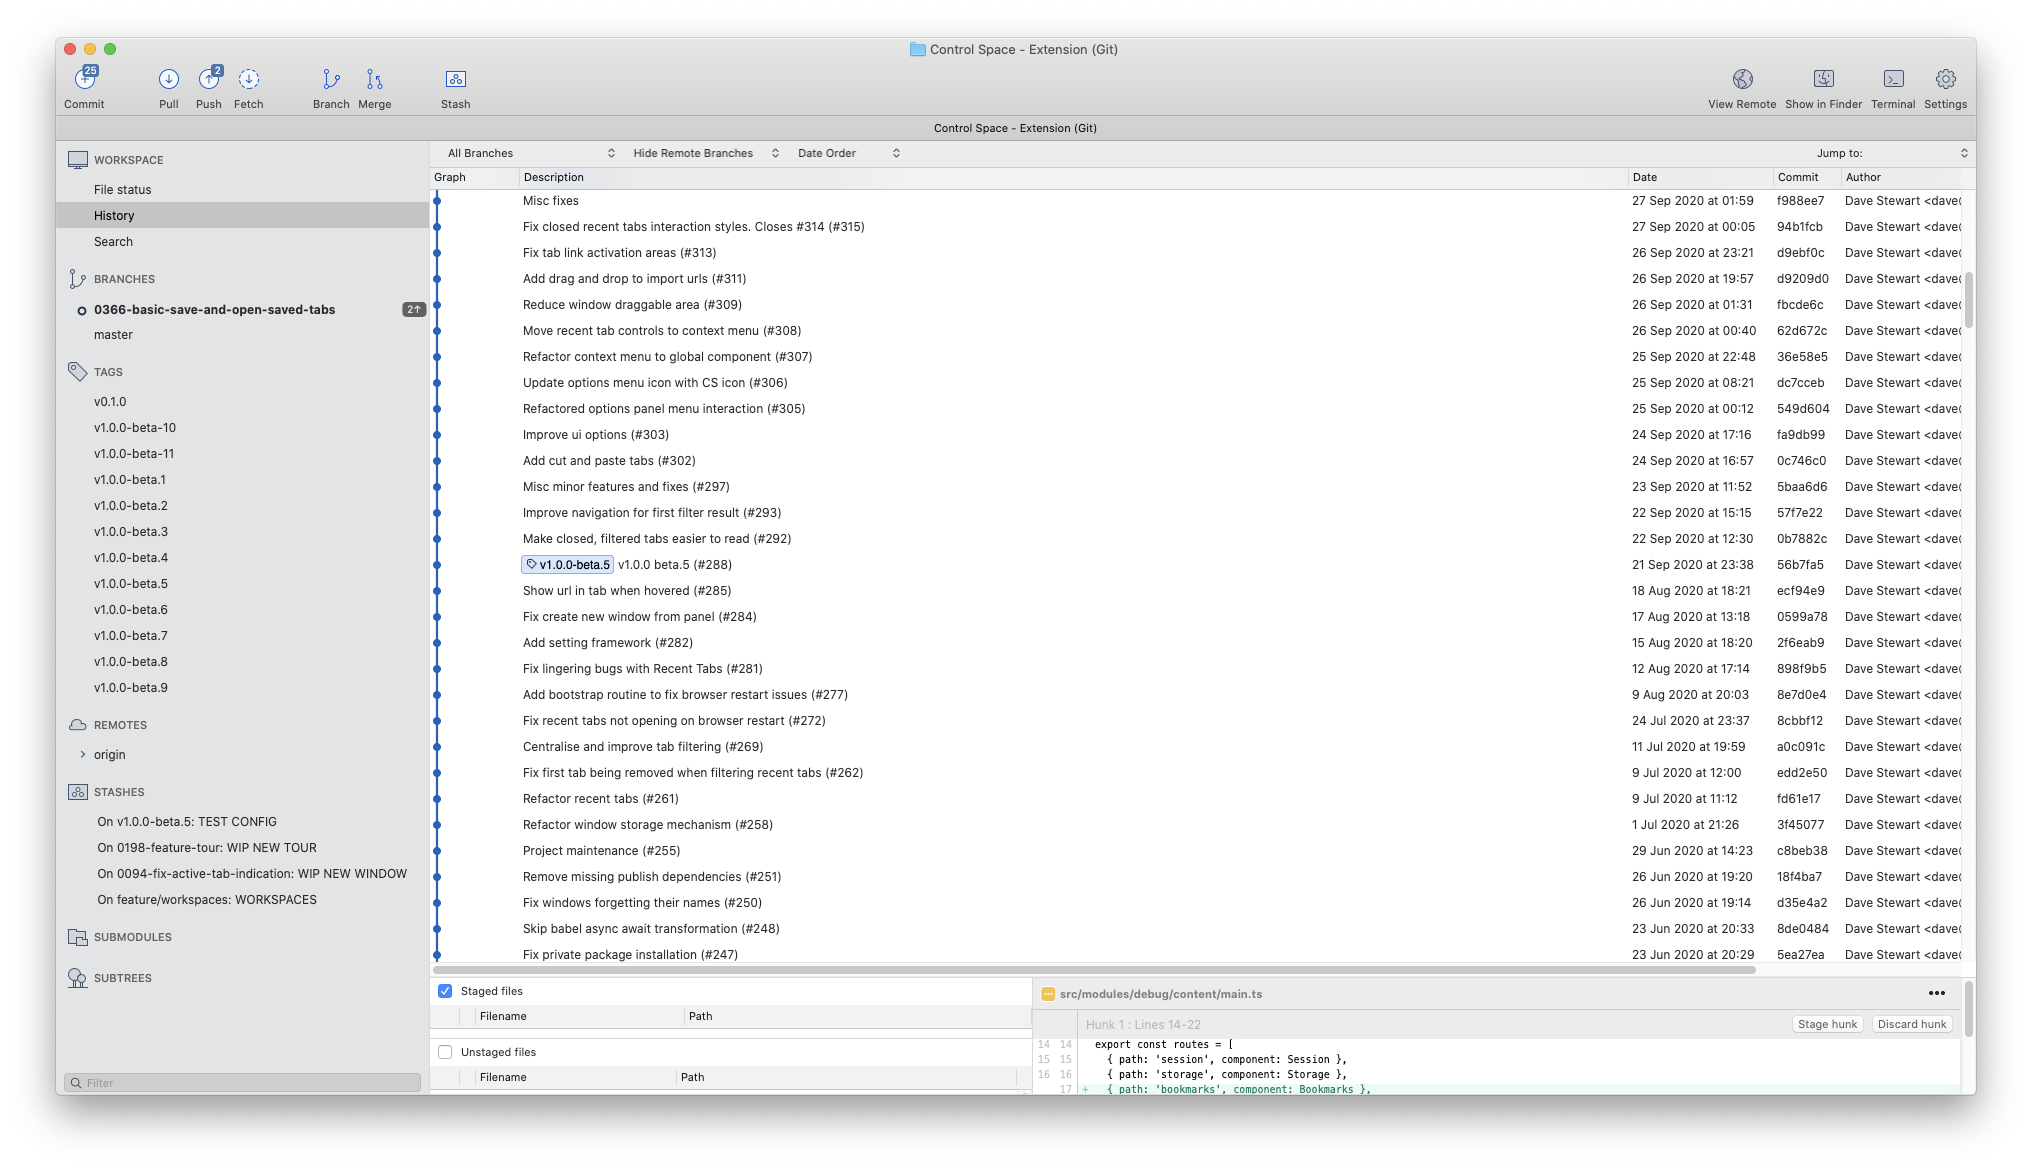 Control Space - Extension (Git)
25
2
Commit Pull Push Fetch Branch Merge Stash View Remote Show in Finder Terminal Settings
Control Space - Extension (Git)
WORKSPACE
File status
History
Search
BRANCHES
0366-basic-save-and-open-saved-tabs 2↑
master
TAGS
v0.1.0
v1.0.0-beta-10
v1.0.0-beta-11
v1.0.0-beta.1
v1.0.0-beta.2
v1.0.0-beta.3
v1.0.0-beta.4
v1.0.0-beta.5
v1.0.0-beta.6
v1.0.0-beta.7
v1.0.0-beta.8
v1.0.0-beta.9
REMOTES
origin
STASHES
On v1.0.0-beta.5: TEST CONFIG
On 0198-feature-tour: WIP NEW TOUR
On 0094-fix-active-tab-indication: WIP NEW WINDOW
On feature/workspaces: WORKSPACES
SUBMODULES
SUBTREES
Filter
All Branches Hide Remote Branches Date Order Jump to:
Graph Description Date Commit Author
Misc fixes 27 Sep 2020 at 01:59 f988ee7 Dave Stewart <dave
Fix closed recent tabs interaction styles. Closes #314 (#315) 27 Sep 2020 at 00:05 94b1fcb Dave Stewart <dave
Fix tab link activation areas (#313) 26 Sep 2020 at 23:21 d9ebf0c Dave Stewart <dave
Add drag and drop to import urls (#311) 26 Sep 2020 at 19:57 d9209d0 Dave Stewart <dave
Reduce window draggable area (#309) 26 Sep 2020 at 01:31 fbcde6c Dave Stewart <dave
Move recent tab controls to context menu (#308) 26 Sep 2020 at 00:40 62d672c Dave Stewart <dave
Refactor context menu to global component (#307) 25 Sep 2020 at 22:48 36e58e5 Dave Stewart <dave
Update options menu icon with CS icon (#306) 25 Sep 2020 at 08:21 dc7cceb Dave Stewart <dave
Refactored options panel menu interaction (#305) 25 Sep 2020 at 00:12 549d604 Dave Stewart <dave
Improve ui options (#303) 24 Sep 2020 at 17:16 fa9db99 Dave Stewart <dave
Add cut and paste tabs (#302) 24 Sep 2020 at 16:57 0c746c0 Dave Stewart <dave
Misc minor features and fixes (#297) 23 Sep 2020 at 11:52 5baa6d6 Dave Stewart <dave
Improve navigation for first filter result (#293) 22 Sep 2020 at 15:15 57f7e22 Dave Stewart <dave
Make closed, filtered tabs easier to read (#292) 22 Sep 2020 at 12:30 0b7882c Dave Stewart <dave
v1.0.0-beta.5 v1.0.0 beta.5 (#288) 21 Sep 2020 at 23:38 56b7fa5 Dave Stewart <dave
Show url in tab when hovered (#285) 18 Aug 2020 at 18:21 ecf94e9 Dave Stewart <dave
Fix create new window from panel (#284) 17 Aug 2020 at 13:18 0599a78 Dave Stewart <dave
Add setting framework (#282) 15 Aug 2020 at 18:20 2f6eab9 Dave Stewart <dave
Fix lingering bugs with Recent Tabs (#281) 12 Aug 2020 at 17:14 898f9b5 Dave Stewart <dave
Add bootstrap routine to fix browser restart issues (#277) 9 Aug 2020 at 20:03 8e7d0e4 Dave Stewart <dave
Fix recent tabs not opening on browser restart (#272) 24 Jul 2020 at 23:37 8cbbf12 Dave Stewart <dave
Centralise and improve tab filtering (#269) 11 Jul 2020 at 19:59 a0c091c Dave Stewart <dave
Fix first tab being removed when filtering recent tabs (#262) 9 Jul 2020 at 12:00 edd2e50 Dave Stewart <dave
Refactor recent tabs (#261) 9 Jul 2020 at 11:12 fd61e17 Dave Stewart <dave
Refactor window storage mechanism (#258) 1 Jul 2020 at 21:26 3f45077 Dave Stewart <dave
Project maintenance (#255) 29 Jun 2020 at 14:23 c8beb38 Dave Stewart <dave
Remove missing publish dependencies (#251) 26 Jun 2020 at 19:20 18f4ba7 Dave Stewart <dave
Fix windows forgetting their names (#250) 26 Jun 2020 at 19:14 d35e4a2 Dave Stewart <dave
Skip babel async await transformation (#248) 23 Jun 2020 at 20:33 8de0484 Dave Stewart <dave
Fix private package installation (#247) 23 Jun 2020 at 20:29 5ea27ea Dave Stewart <dave
Staged files
Filename Path
Unstaged files
Filename Path
src/modules/debug/content/main.ts
Hunk 1 : Lines 14-22 Stage hunk Discard hunk
14 14 export const routes = [
15 15 { path: 'session', component: Session },
16 16 { path: 'storage', component: Storage },
17 + { path: 'bookmarks', component: Bookmarks },